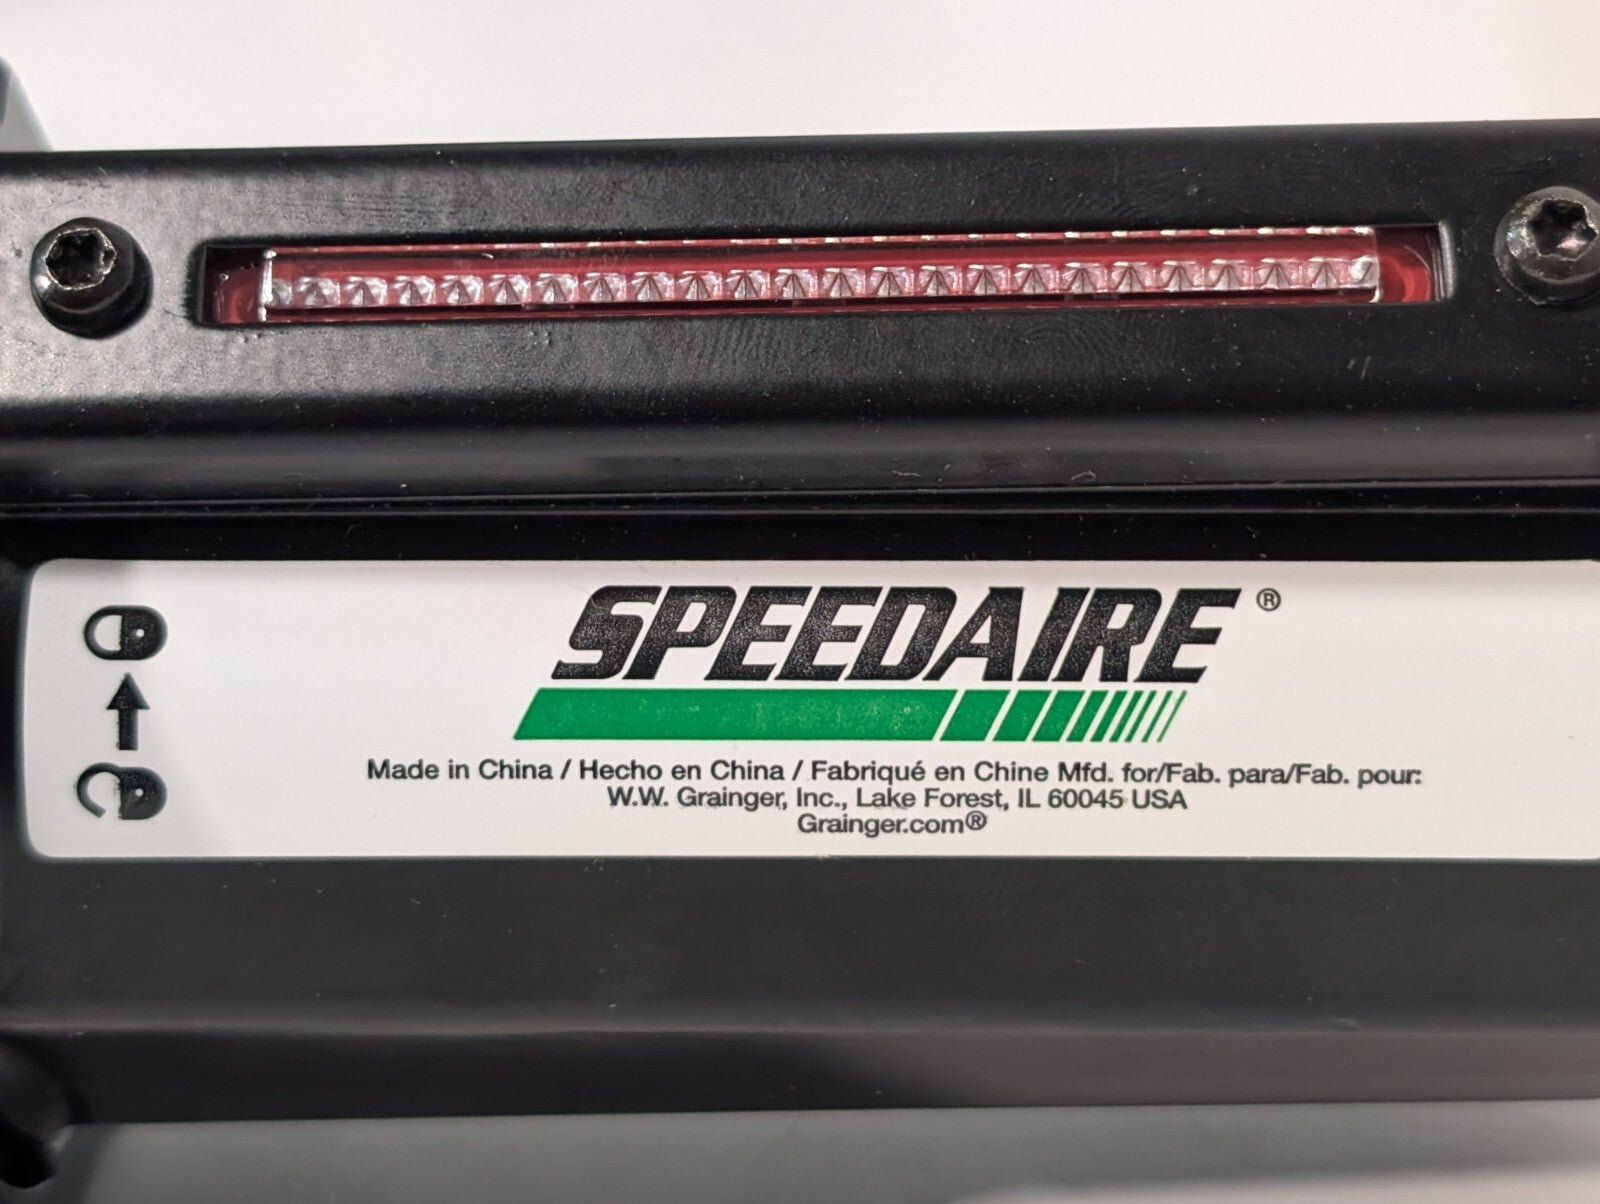 SPEEDAIRE®
Made in China / Hecho en China / Fabriqué en Chine Mfd. for/Fab. para/Fab. pour:
W.W. Grainger, Inc., Lake Forest, IL 60045 USA
Grainger.com®